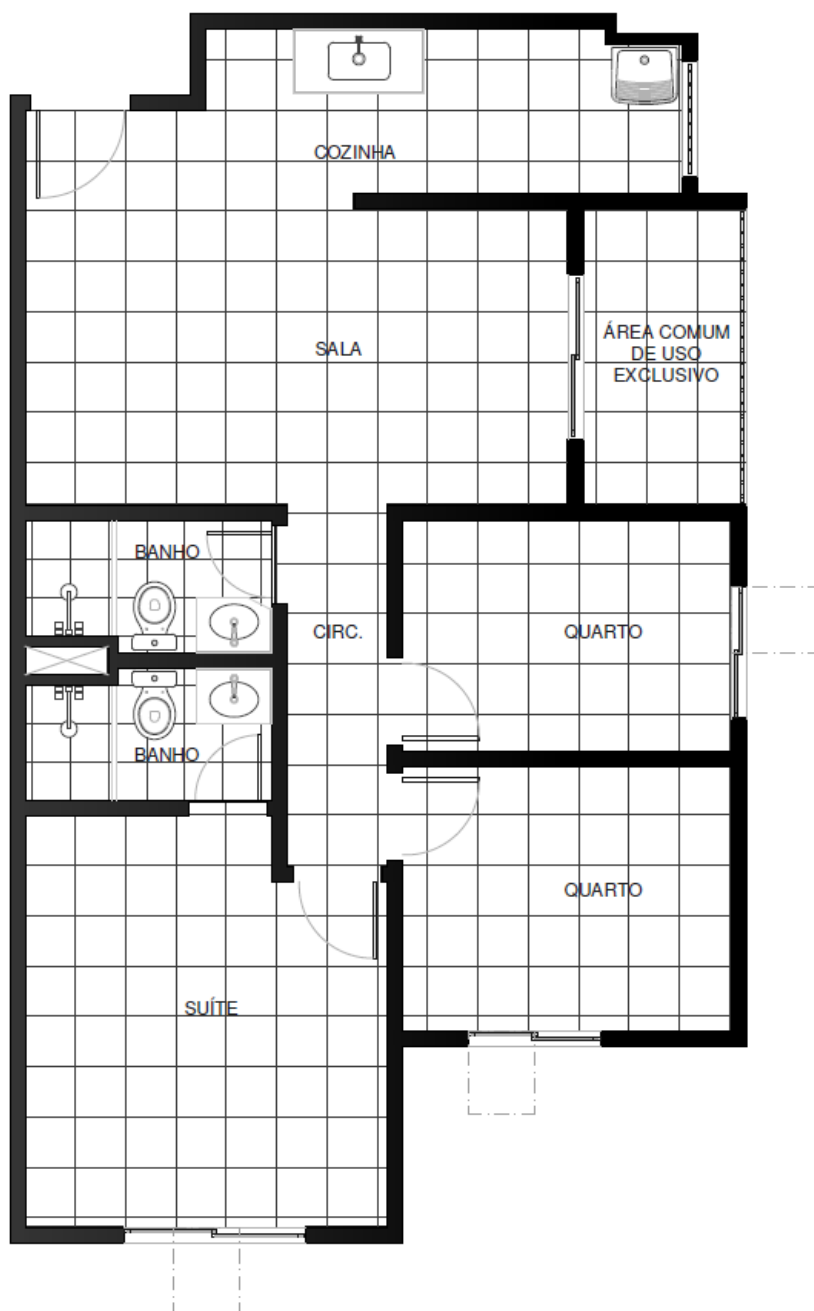 COZINHA
SALA
ÁREA COMUM
DE USO
EXCLUSIVO
BANHO
CIRC.
QUARTO
BANHO
QUARTO
SUÍTE